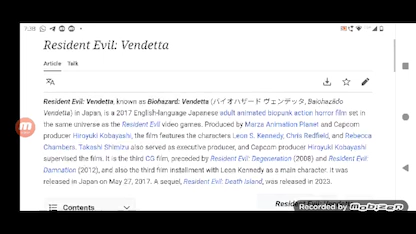 7:20
Resident Evil: Vendetta
Article Talk
Resident Evil: Vendetta, known as Biohazard: Vendetta (バイオハザード ヴェンデッタ, Baiohazādo
Vendetta) in Japan, is a 2017 English-language Japanese adult animated biopunk action horror film set in
the same universe as the Resident Evil video games. Produced by Marza Animation Planet and Capcom
producer Hiroyuki Kobayashi, the film features the characters Leon S. Kennedy, Chris Redfield, and Rebecca
Chambers. Takashi Shimizu also served as executive producer, and Capcom producer Hiroyuki Kobayashi
supervised the film. It is the third CG film, preceded by Resident Evil: Degeneration (2008) and Resident Evil:
Damnation (2012), and also the third film installment with Leon Kennedy as a main character. It was
released in Japan on May 27, 2017. A sequel, Resident Evil: Death Island, was released in 2023.
Contents
Resident Evil: Vendetta
Recorded by Mobizen